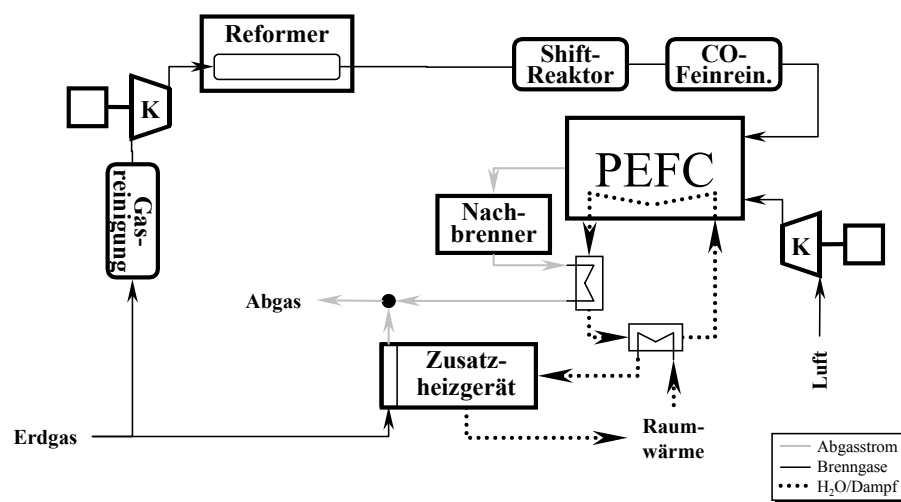 Reformer
Shift-
Reaktor
CO-
Feinrein.
K
Gas-
reinigung
PEFC
Nach-
brenner
K
Abgas
Zusatz-
heizgerät
Luft
Erdgas
Raum-
wärme
Abgasstrom
Brenngase
H₂O/Dampf